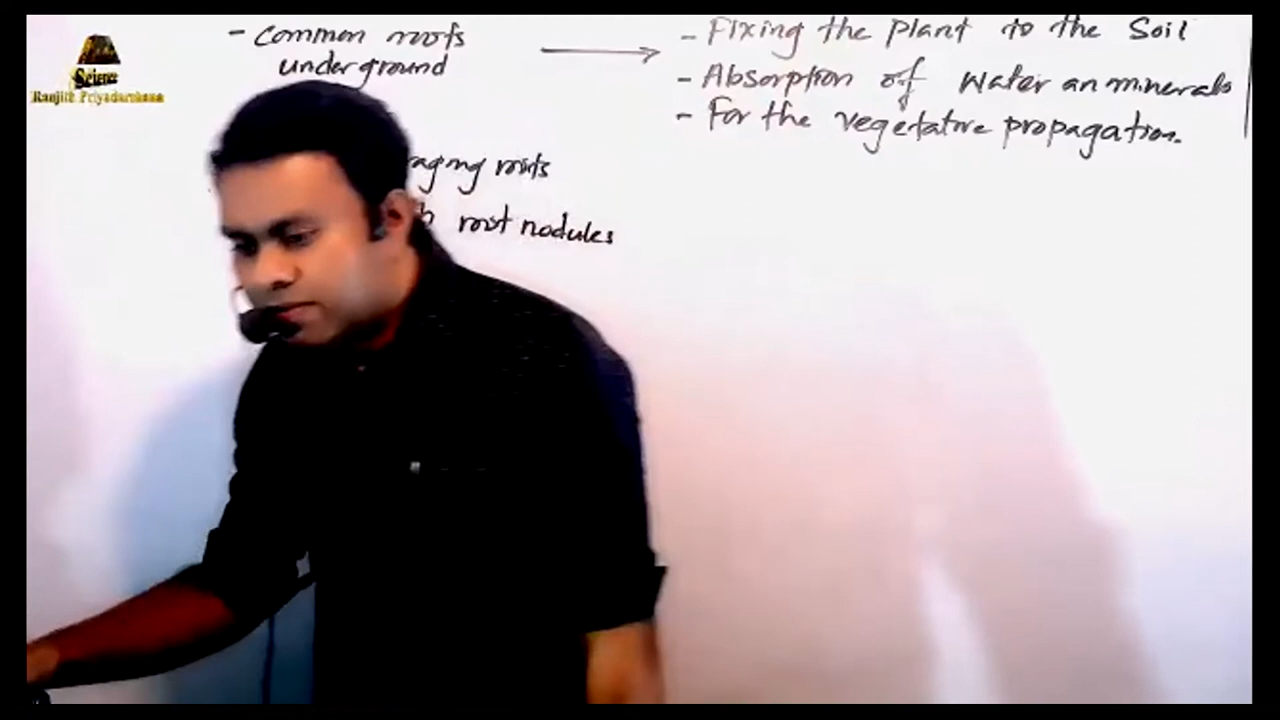 Science
Ranjith Priyadarshana
- Common roots
underground
- Fixing the plant to the Soil
- Absorption of Water an minerals
- For the vegetative propagation.
roots
root nodules